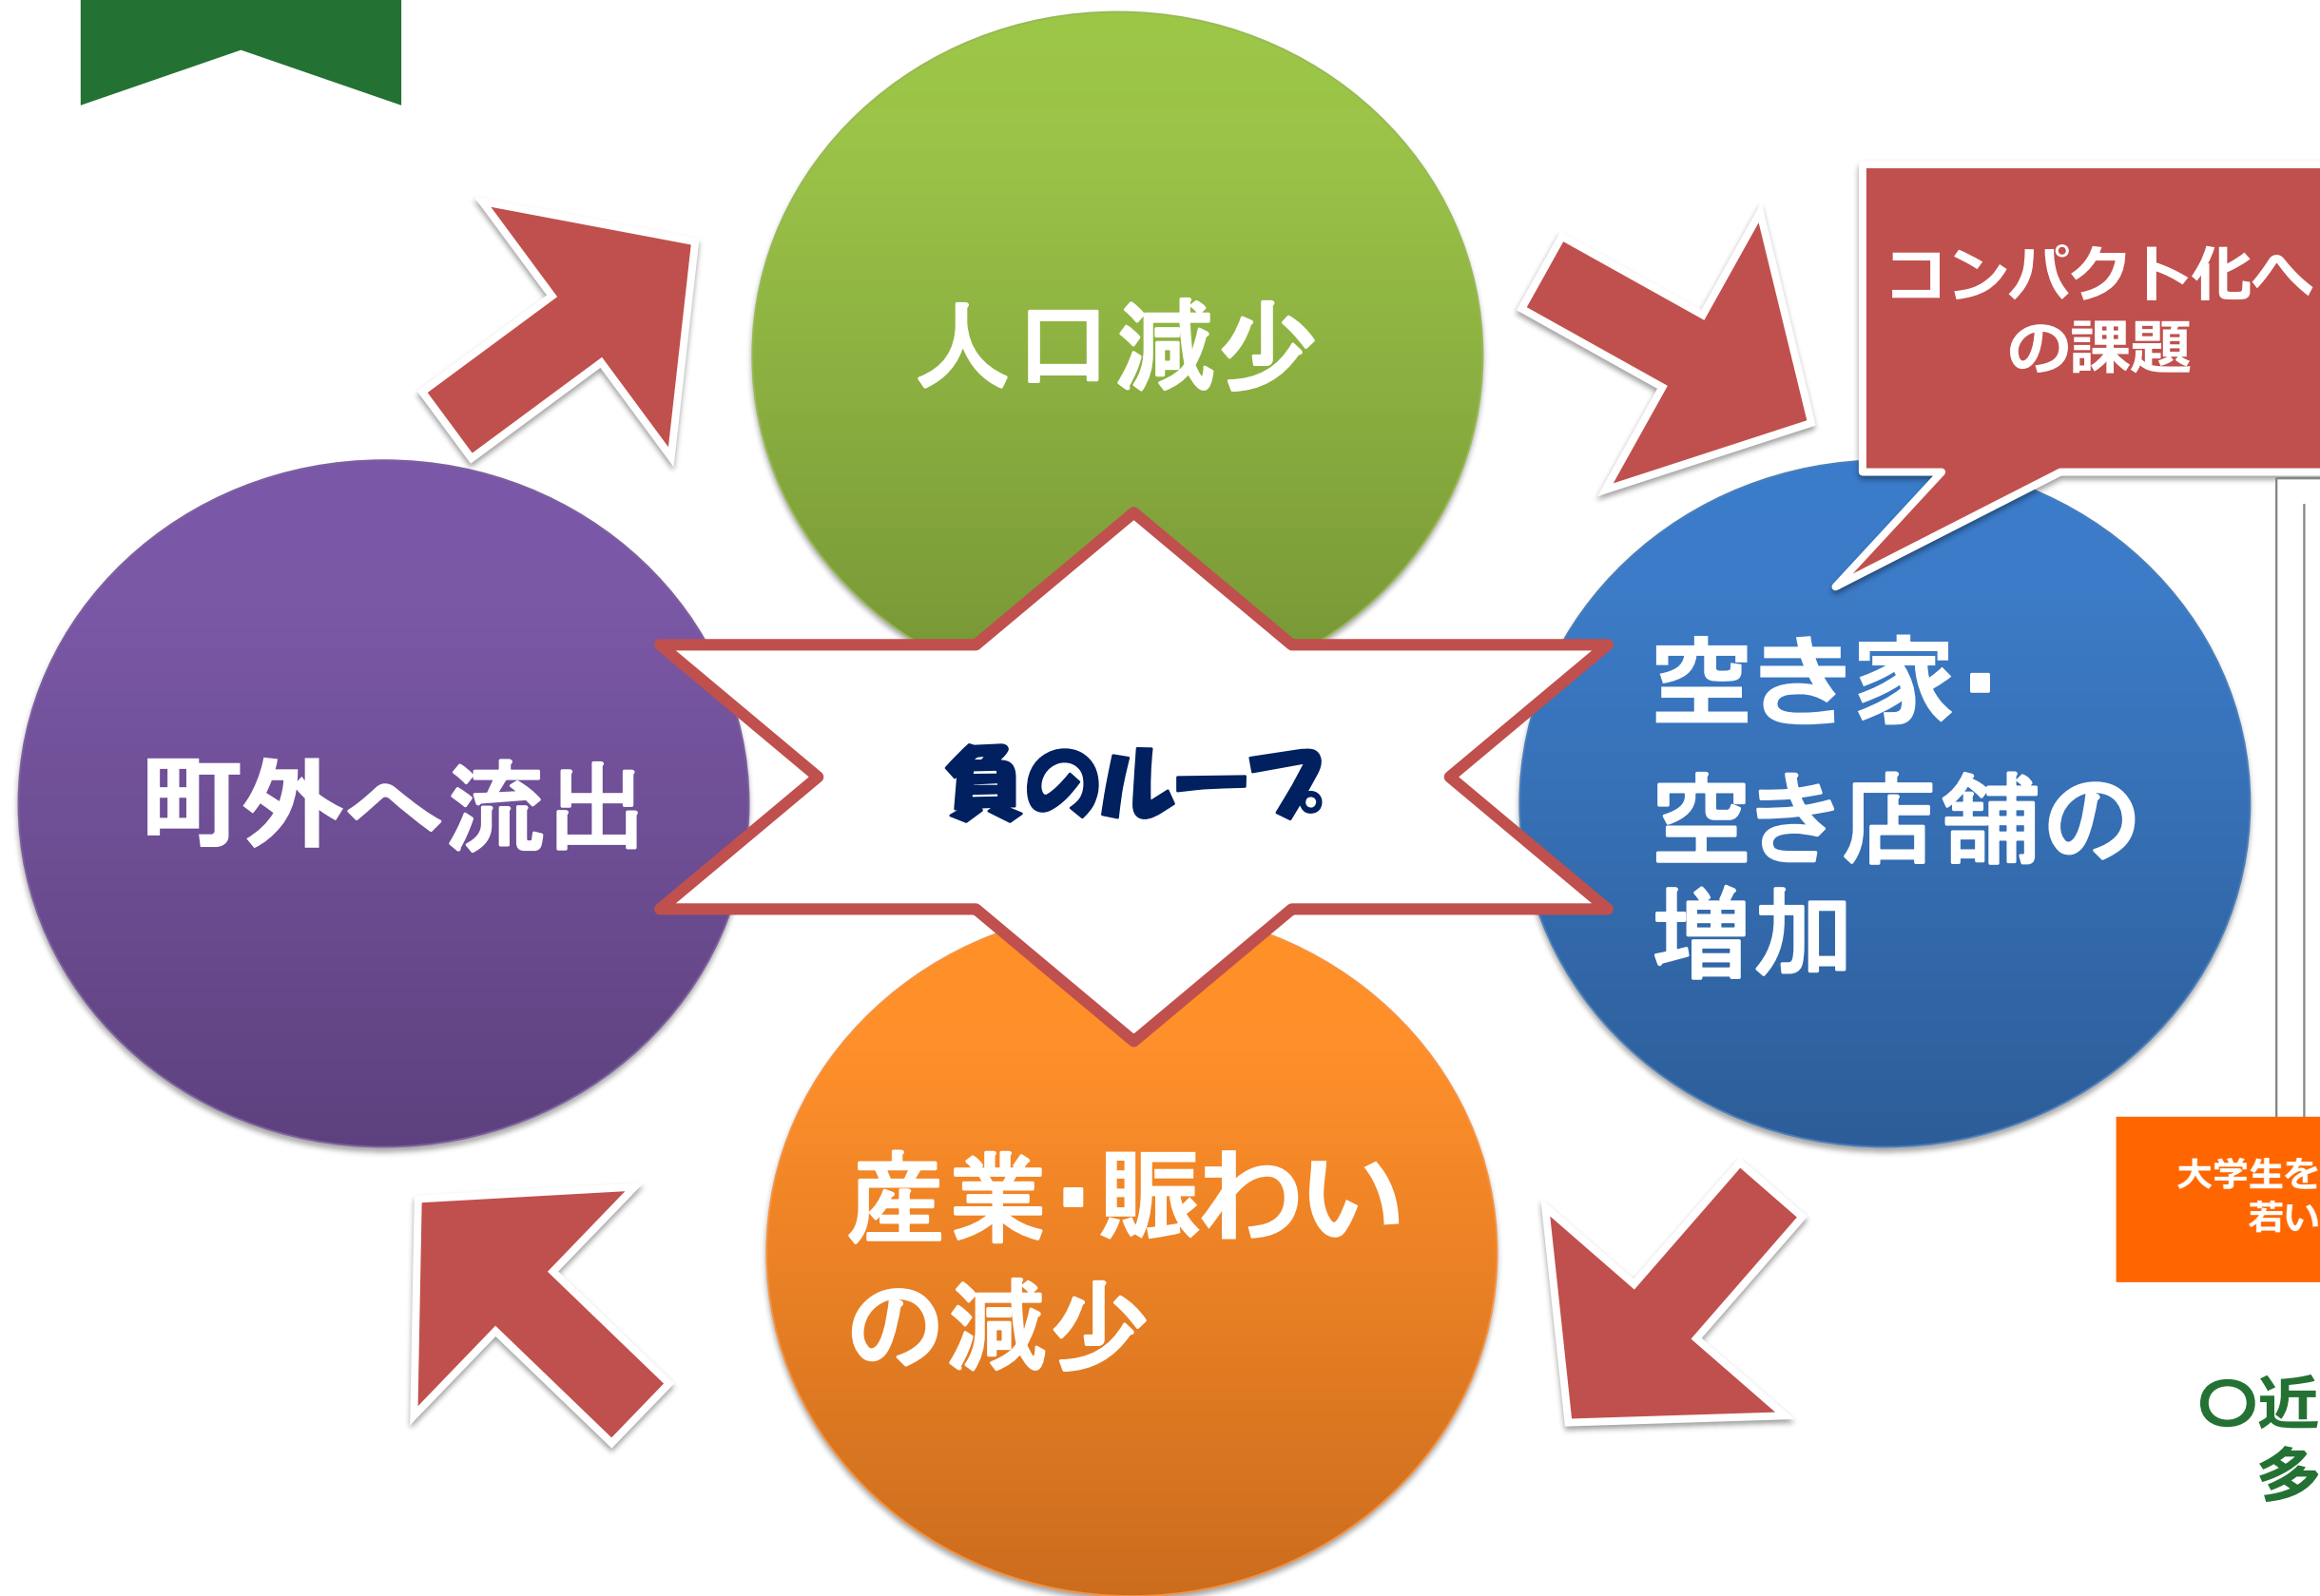 人口減少
コンパクト化へ
の課題
空き家・
空き店舗の
増加
町外へ流出
負のループ
産業・賑わい
の減少
大学生を
若い
〇近
多